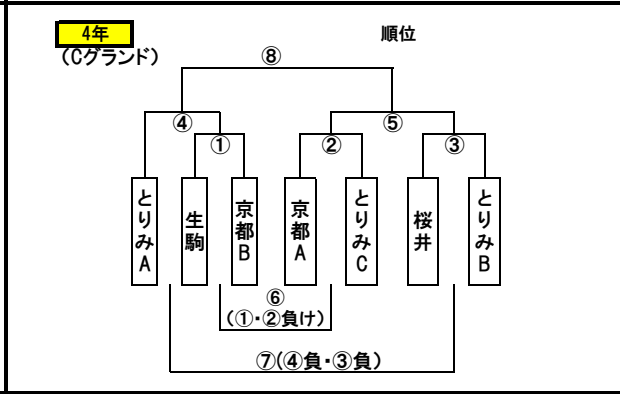 4年
順位
(Cグランド)
⑧
④
⑤
①
②
③
とりみA
生駒
京都B
京都A
とりみC
桜井
とりみB
⑥
(①・②負け)
⑦(④負・③負)